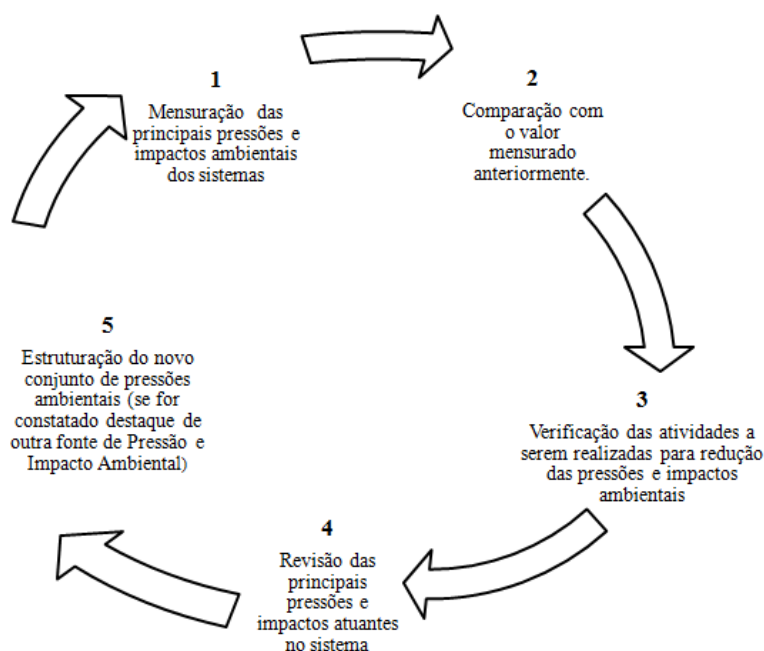 1
Mensuração das
principais pressões e
impactos ambientais
dos sistemas
2
Comparação com
o valor
mensurado
anteriormente.
3
Verificação das atividades a
serem realizadas para redução
das pressões e impactos
ambientais
4
Revisão das
principais
pressões e
impactos atuantes
no sistema
5
Estruturação do novo
conjunto de pressões
ambientais (se for
constatado destaque de
outra fonte de Pressão e
Impacto Ambiental)